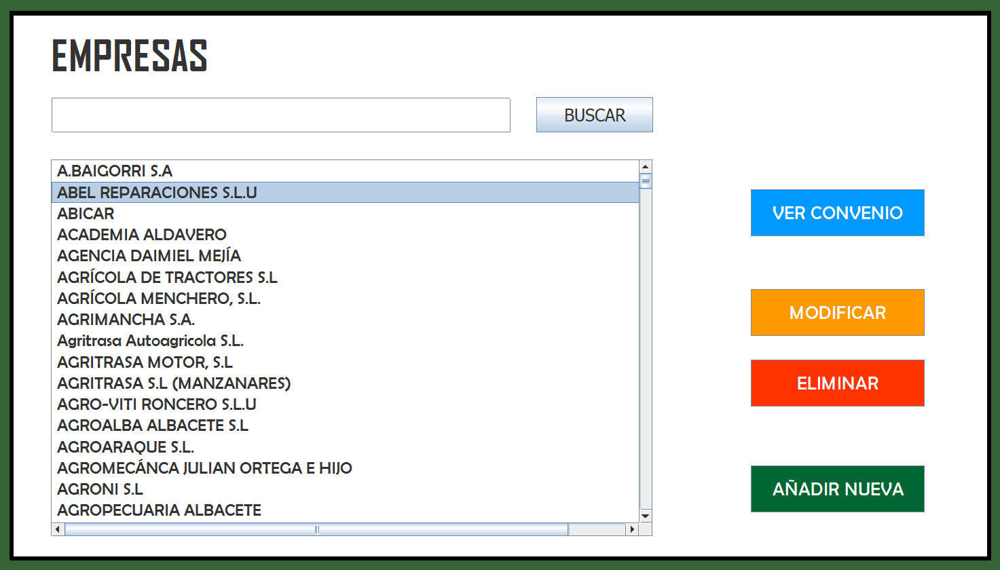 EMPRESAS
BUSCAR
A.BAIGORRI S.A
ABEL REPARACIONES S.L.U
ABICAR
ACADEMIA ALDAVERO
AGENCIA DAIMIEL MEJÍA
AGRÍCOLA DE TRACTORES S.L
AGRÍCOLA MENCHERO, S.L.
AGRIMANCHA S.A.
Agritrasa Autoagricola S.L.
AGRITRASA MOTOR, S.L
AGRITRASA S.L (MANZANARES)
AGRO-VITI RONCERO S.L.U
AGROALBA ALBACETE S.L
AGROARAQUE S.L.
AGROMECÁNCA JULIAN ORTEGA E HIJO
AGRONI S.L
AGROPECUARIA ALBACETE
VER CONVENIO
MODIFICAR
ELIMINAR
AÑADIR NUEVA